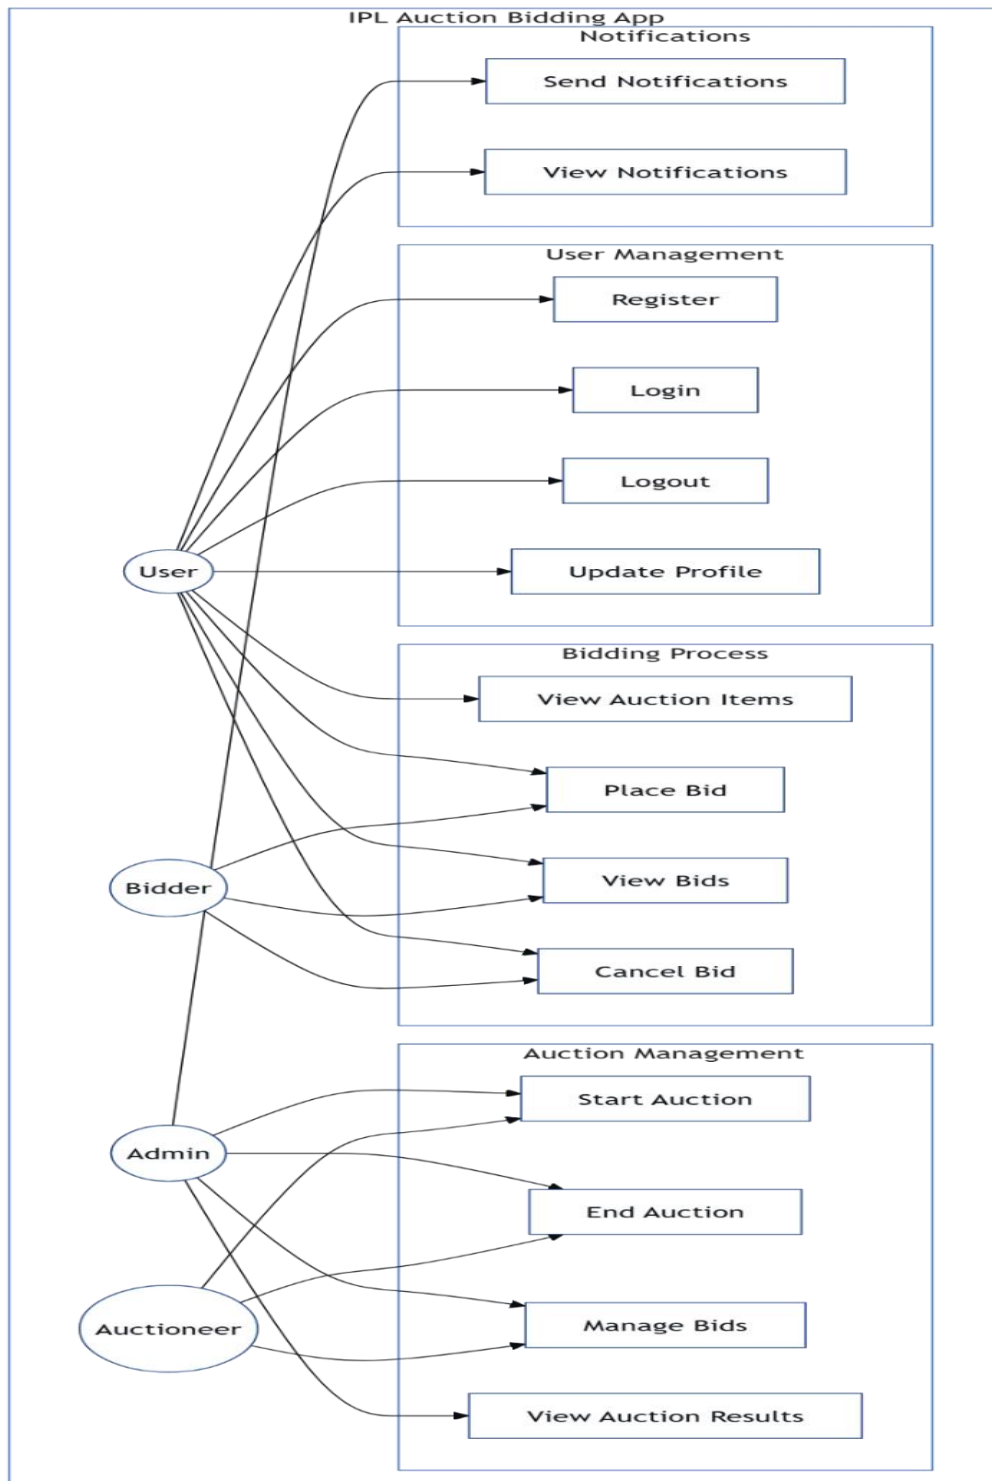 IPL Auction Bidding App
Notifications
Send Notifications
View Notifications
User Management
Register
Login
Logout
User
Update Profile
Bidding Process
View Auction Items
Place Bid
Bidder
View Bids
Cancel Bid
Auction Management
Start Auction
Admin
End Auction
Auctioneer
Manage Bids
View Auction Results